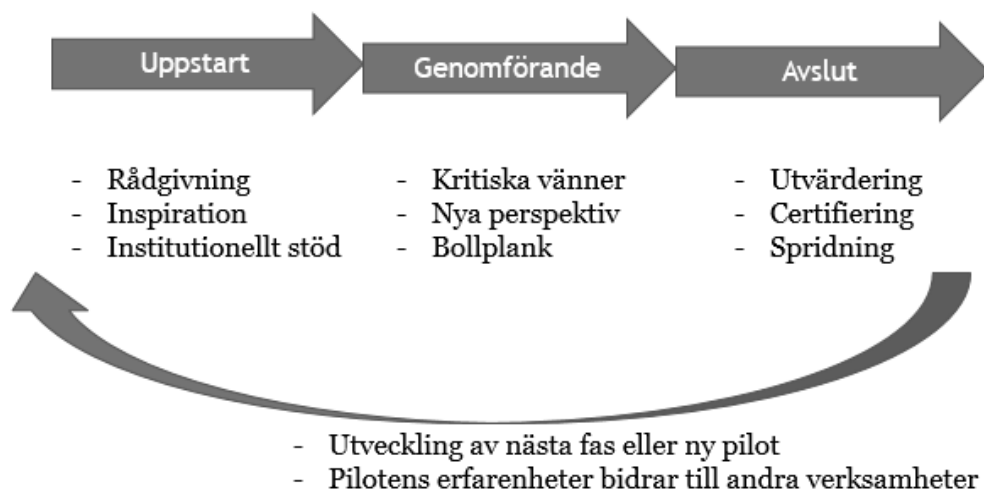 Uppstart
Genomförande
Avslut
- Rådgivning
- Inspiration
- Institutionellt stöd
- Kritiska vänner
- Nya perspektiv
- Bollplank
- Utvärdering
- Certifiering
- Spridning
- Utveckling av nästa fas eller ny pilot
- Pilotens erfarenheter bidrar till andra verksamheter